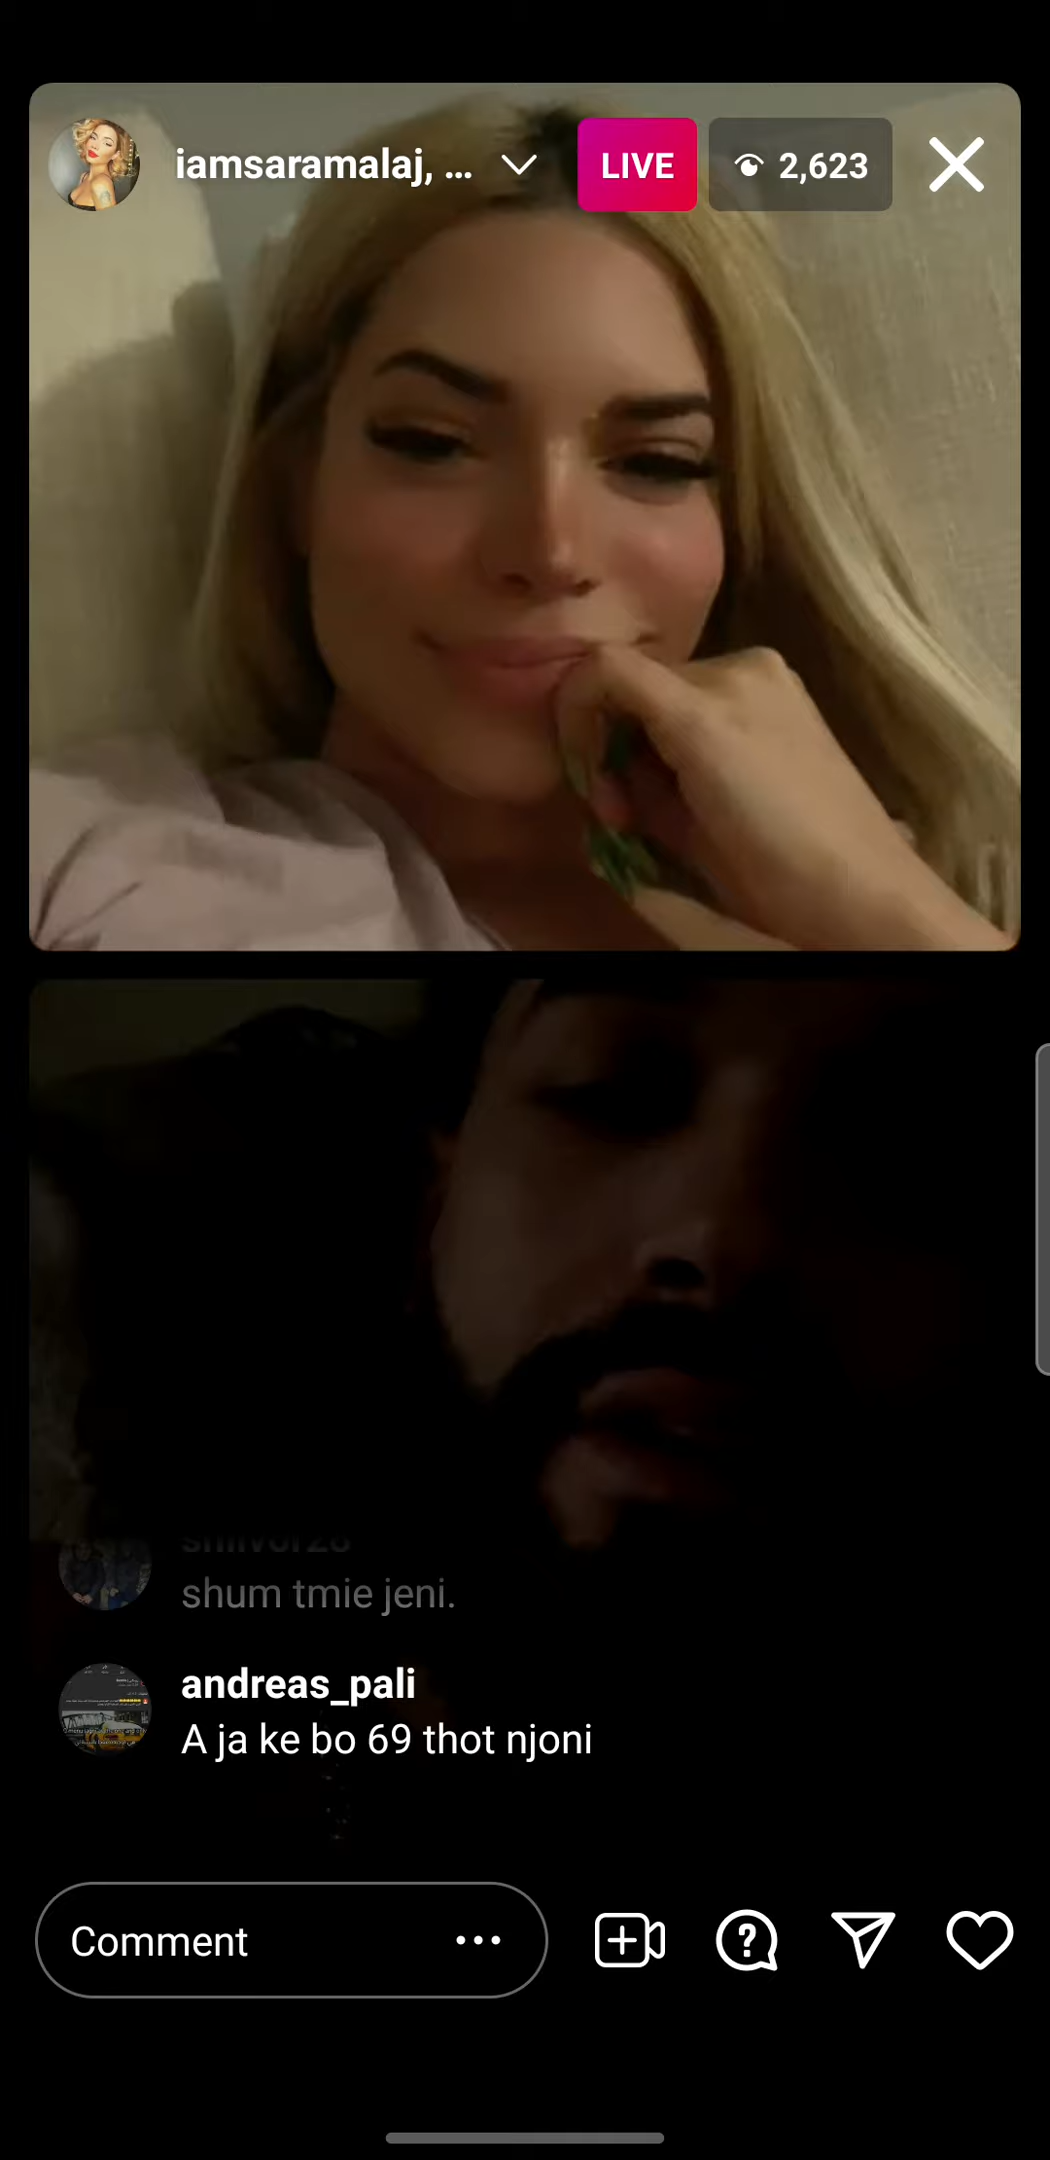 iamsaramalaj, ...
LIVE
2,623
shum tmie jeni.
andreas_pali
A ja ke bo 69 thot njoni
Comment